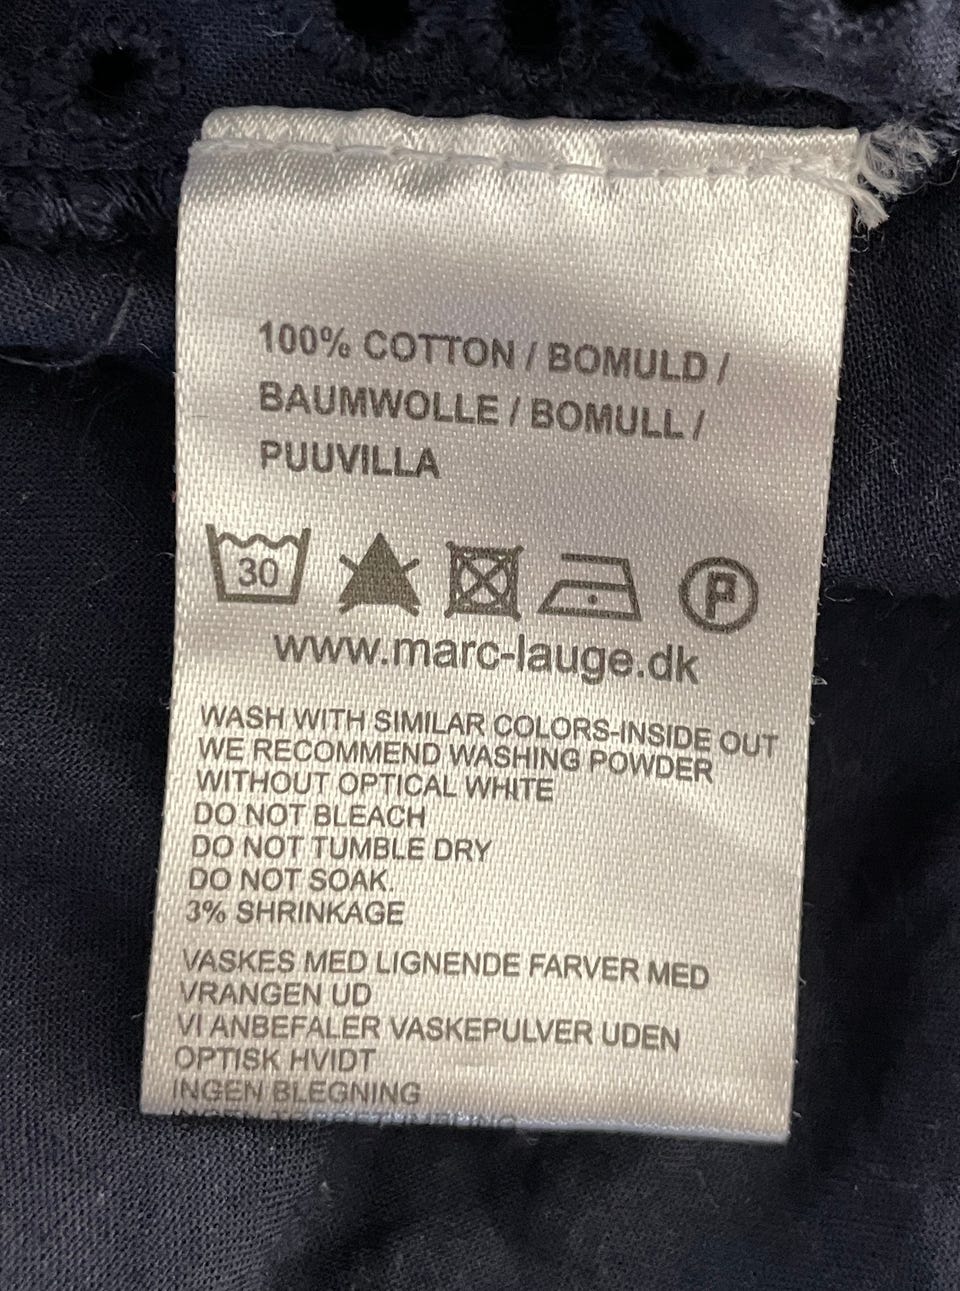 100% COTTON / BOMULD /
BAUMWOLLE / BOMULL /
PUUVILLA
30 P
www.marc-lauge.dk
WASH WITH SIMILAR COLORS-INSIDE OUT
WE RECOMMEND WASHING POWDER
WITHOUT OPTICAL WHITE
DO NOT BLEACH
DO NOT TUMBLE DRY
DO NOT SOAK.
3% SHRINKAGE
VASKES MED LIGNENDE FARVER MED
VRANGEN UD
VI ANBEFALER VASKEPULVER UDEN
OPTISK HVIDT
INGEN BLEGNING